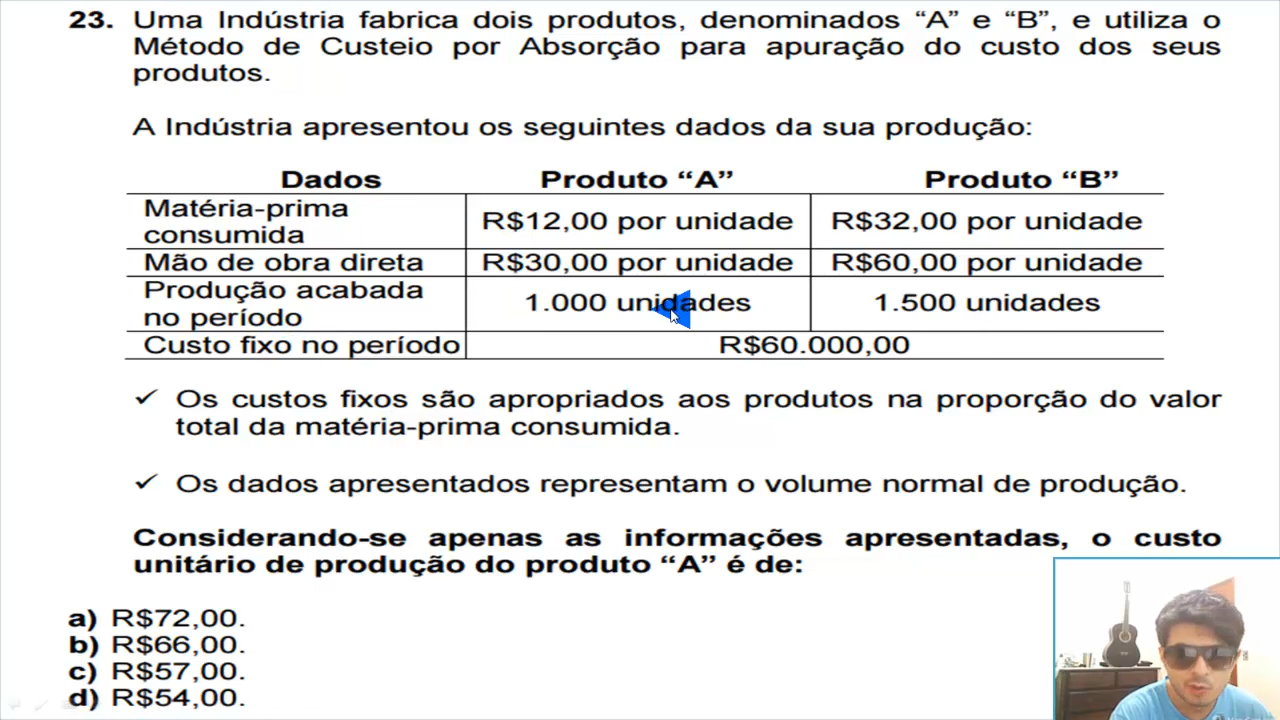 23. Uma Indústria fabrica dois produtos, denominados “A” e “B”, e utiliza o
Método de Custeio por Absorção para apuração do custo dos seus
produtos.
A Indústria apresentou os seguintes dados da sua produção:
Dados Produto “A” Produto “B”
Matéria-prima
consumida R$12,00 por unidade R$32,00 por unidade
Mão de obra direta R$30,00 por unidade R$60,00 por unidade
Produção acabada
no período 1.000 unidades 1.500 unidades
Custo fixo no período R$60.000,00
✓ Os custos fixos são apropriados aos produtos na proporção do valor
total da matéria-prima consumida.
✓ Os dados apresentados representam o volume normal de produção.
Considerando-se apenas as informações apresentadas, o custo
unitário de produção do produto “A” é de:
a) R$72,00.
b) R$66,00.
c) R$57,00.
d) R$54,00.